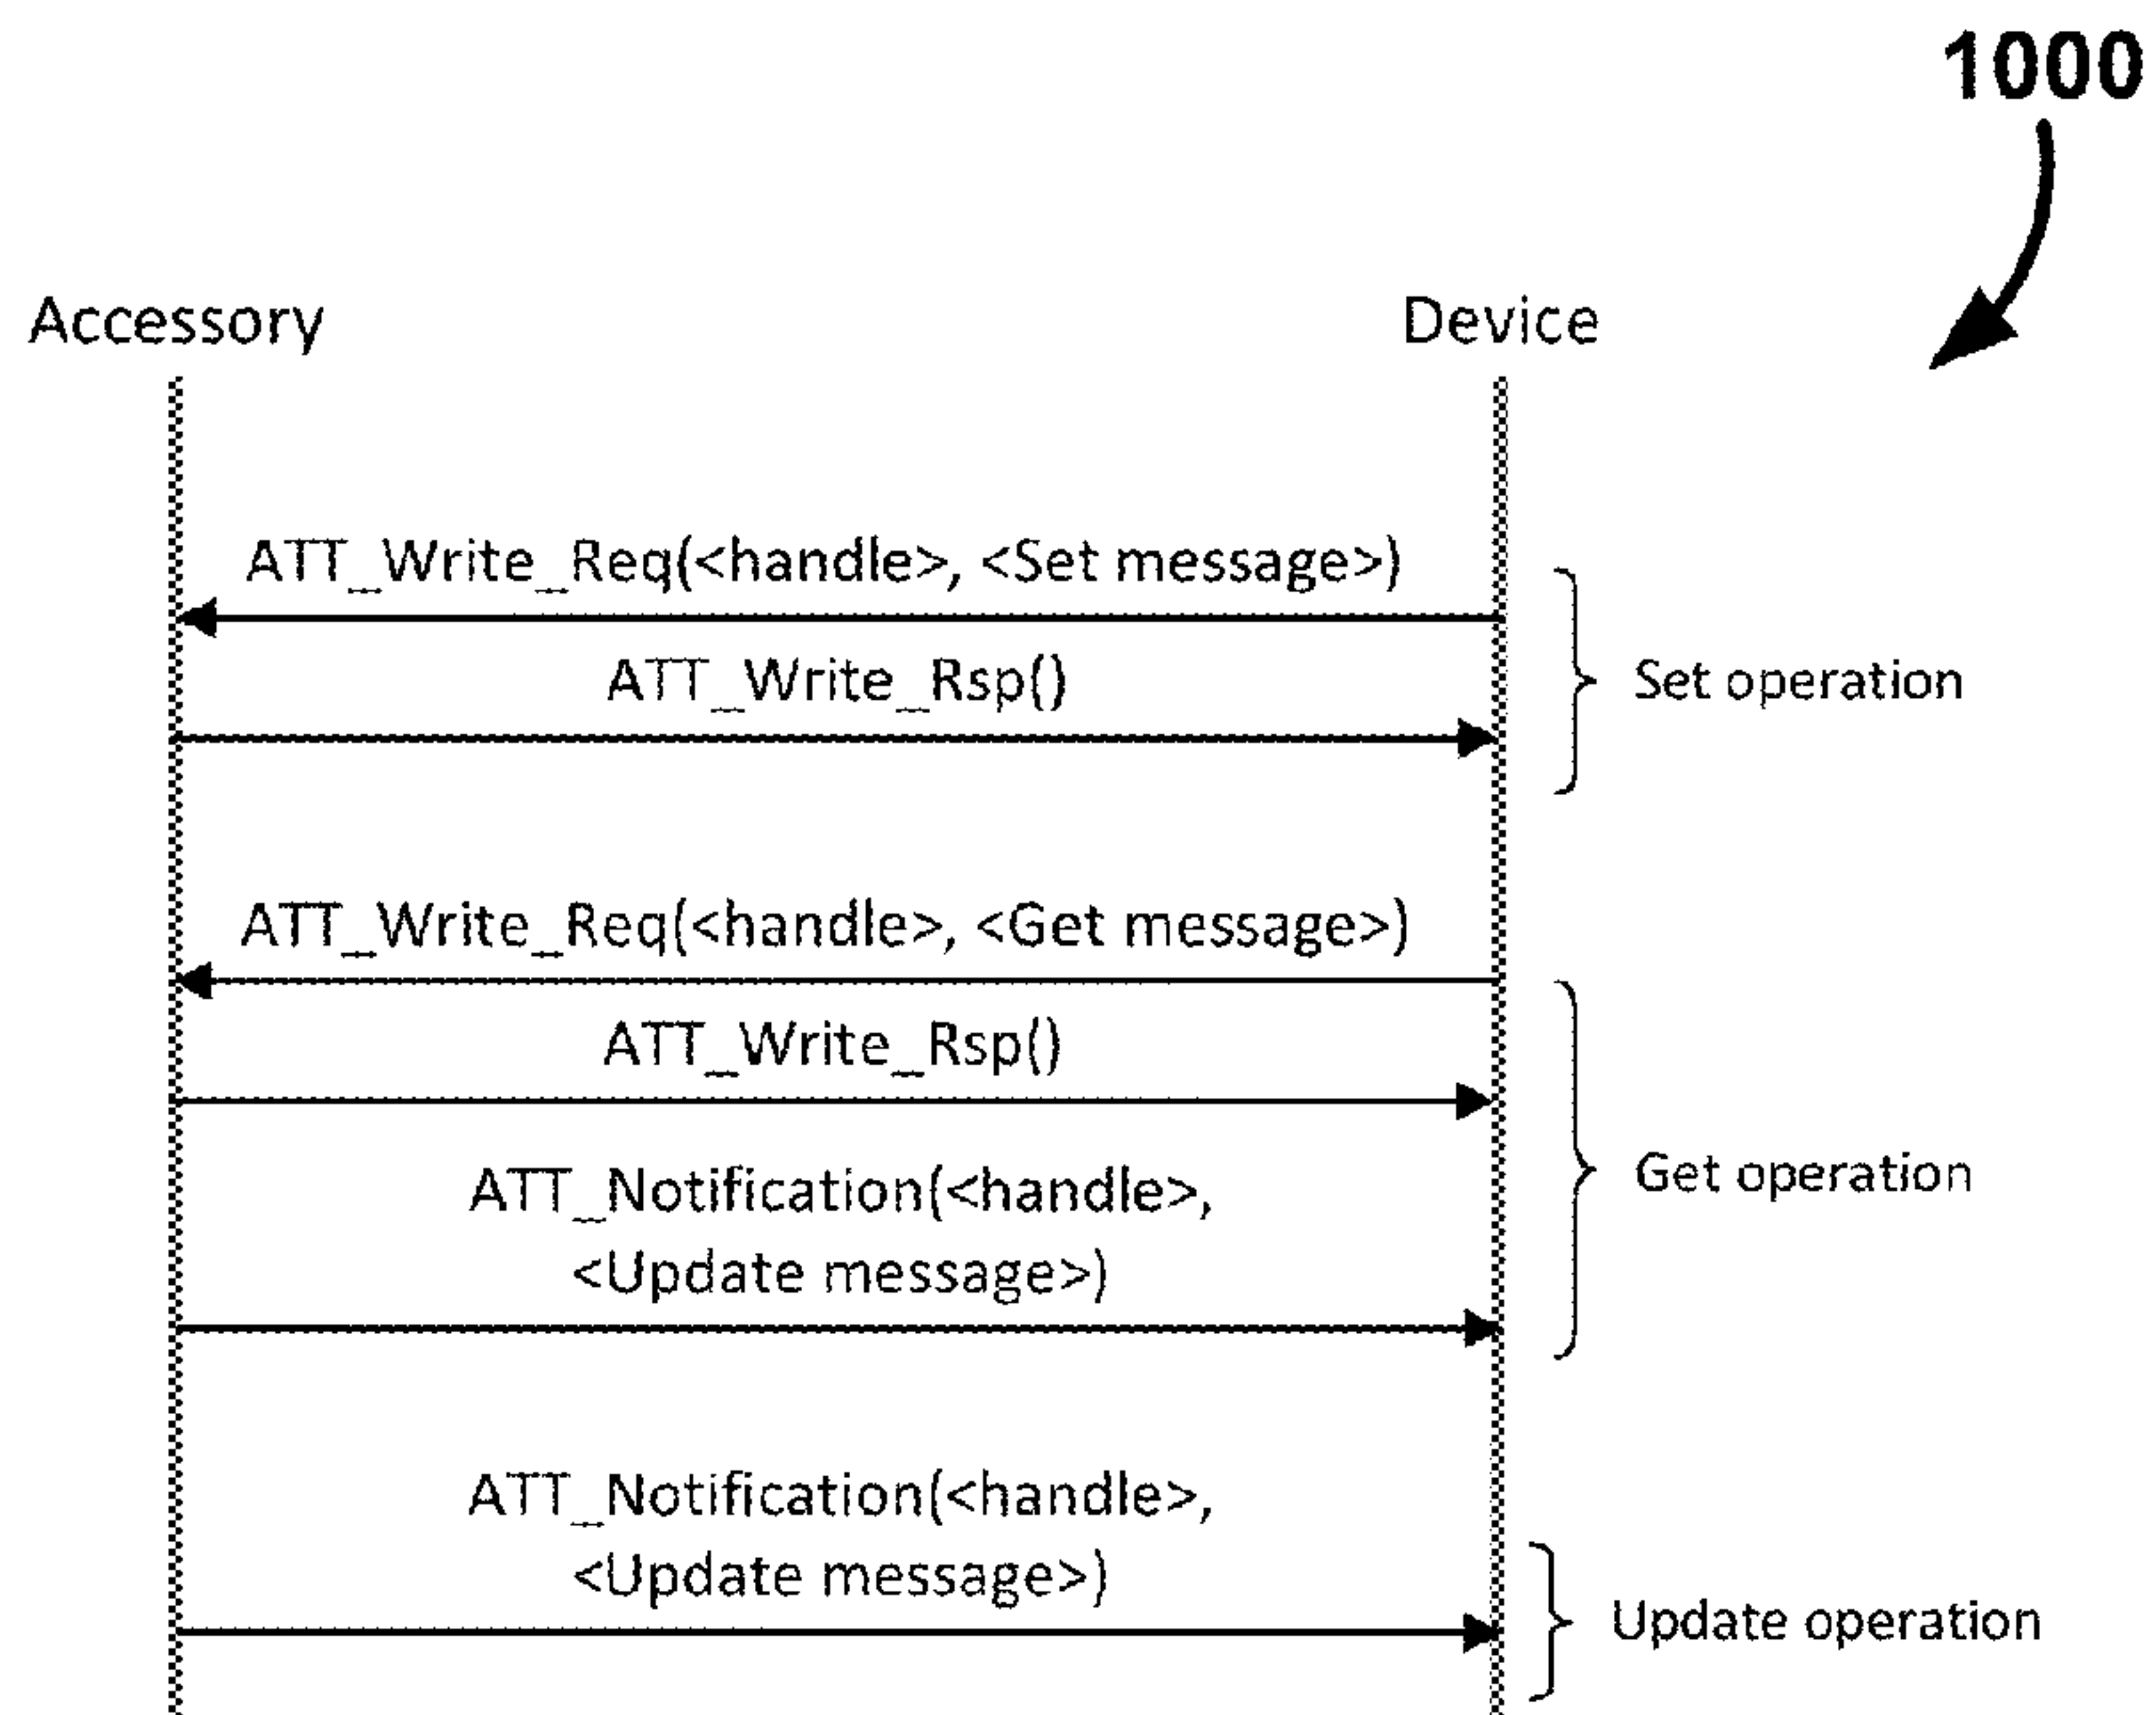 1000
Accessory
Device
ATT_Write_Req(<handle>, <Set message>)
ATT_Write_Rsp()
Set operation
ATT_Write_Req(<handle>, <Get message>)
ATT_Write_Rsp()
ATT_Notification(<handle>,
<Update message>)
Get operation
ATT_Notification(<handle>,
<Update message>)
Update operation